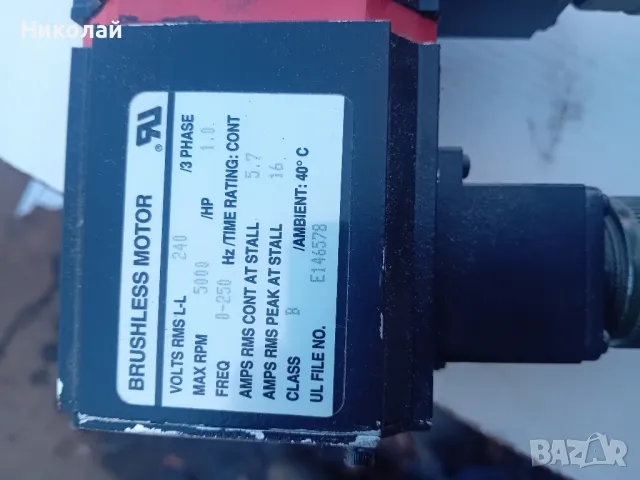 Николай
BRUSHLESS MOTOR
VOLTS RMS L-L 240 /3 PHASE
MAX RPM 5000 /HP 1.0
FREQ 0-250 Hz /TIME RATING: CONT
AMPS RMS CONT AT STALL 5.7
AMPS RMS PEAK AT STALL 16.
CLASS B /AMBIENT: 40° C
UL FILE NO. E146578
BAZAR
bg